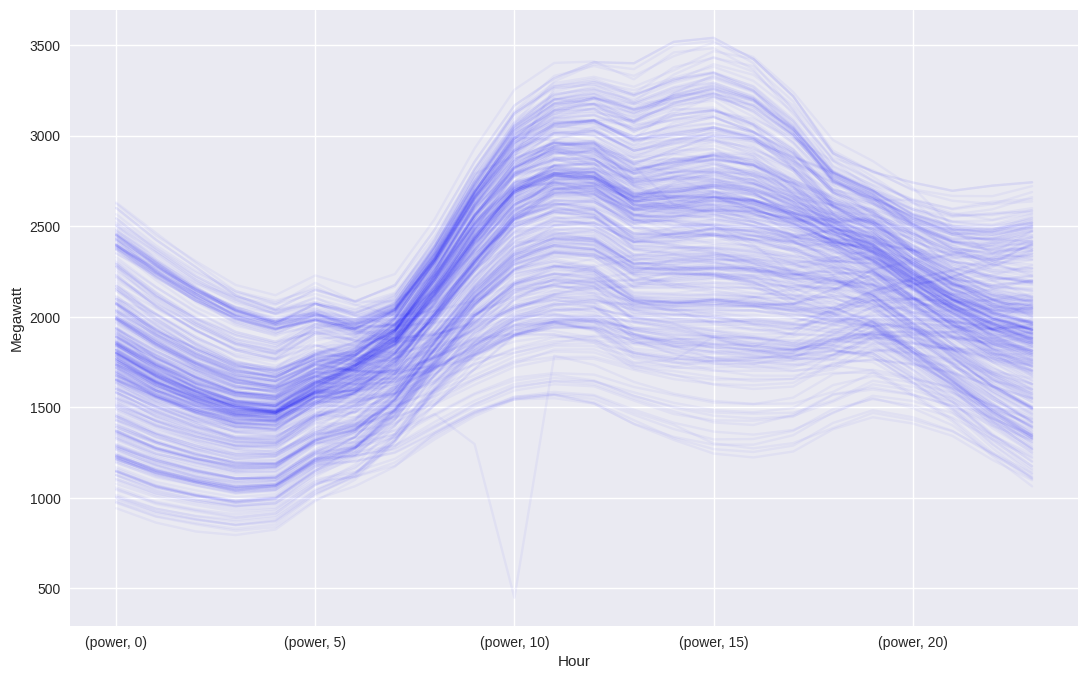 3500
3000
2500
2000
1500
1000
500
Megawatt
(power, 0)
(power, 5)
(power, 10)
(power, 15)
(power, 20)
Hour